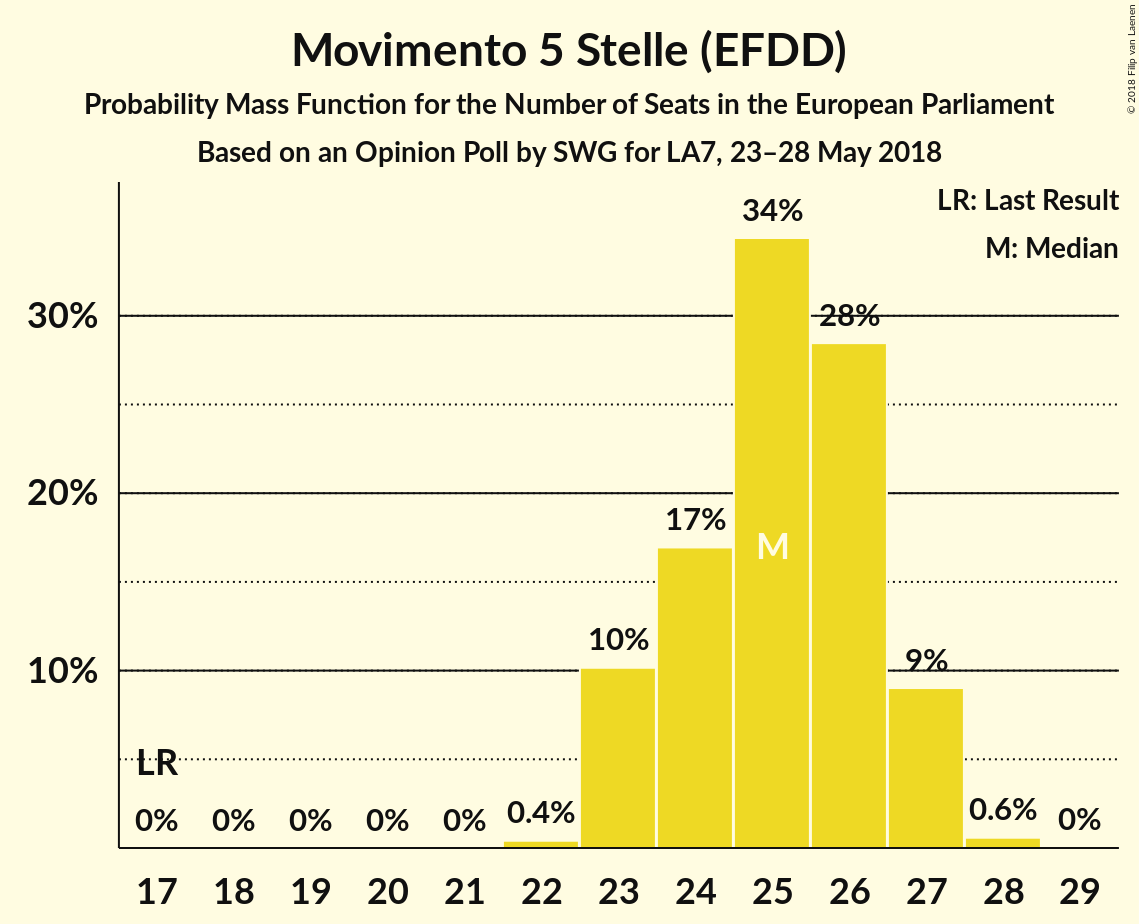 Movimento 5 Stelle (EFDD)
Probability Mass Function for the Number of Seats in the European Parliament
Based on an Opinion Poll by SWG for LA7, 23–28 May 2018
© 2018 Filip van Laenen
LR: Last Result
M: Median
34%
30%
28%
20%
17%
M
10%
10%
9%
LR
0%
0%
0%
0%
0%
0.4%
0.6%
0%
17 18 19 20 21 22 23 24 25 26 27 28 29